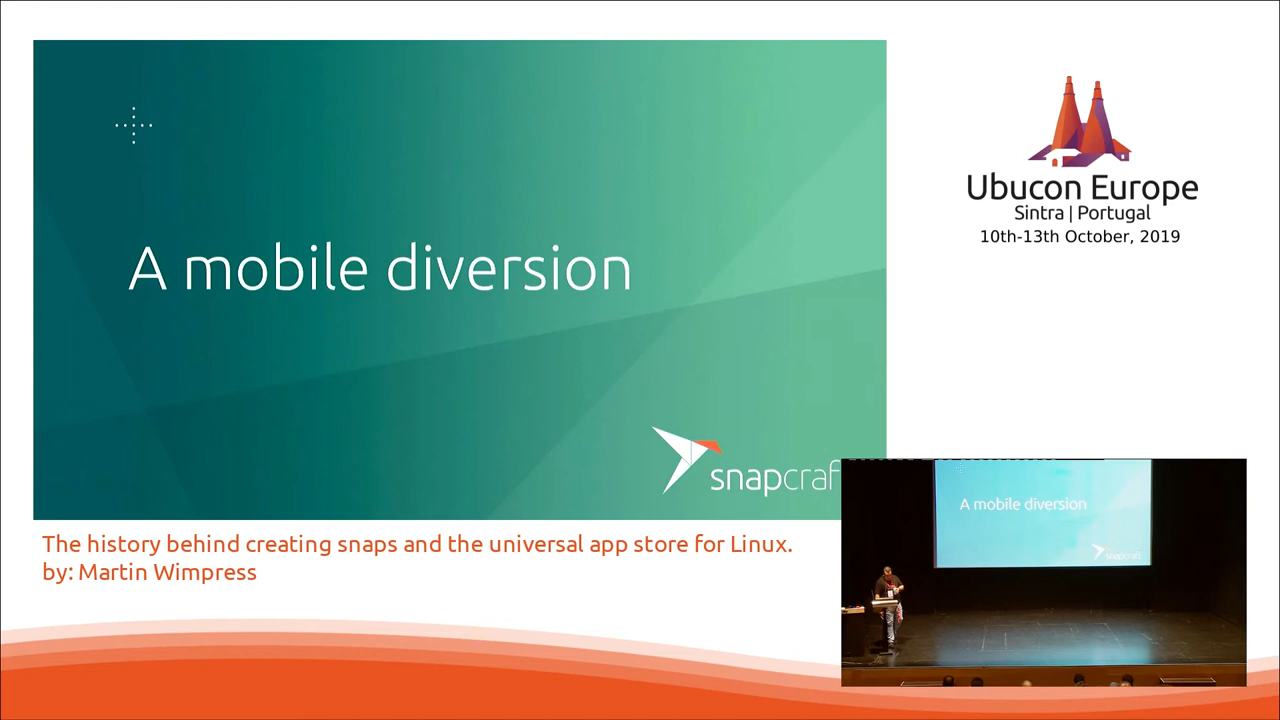 A mobile diversion
snapcraf
Ubucon Europe
Sintra | Portugal
10th-13th October, 2019
The history behind creating snaps and the universal app store for Linux.
by: Martin Wimpress
A mobile diversion
snapcraft